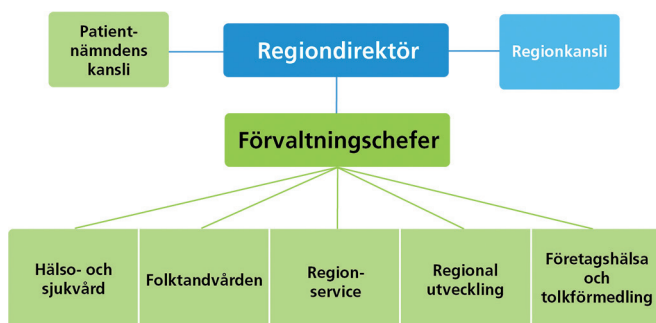 Patient-
nämndens
kansli
Regiondirektör
Regionkansli
Förvaltningschefer
Hälso- och
sjukvård
Folktandvården
Region-
service
Regional
utveckling
Företagshälsa
och
tolkförmedling